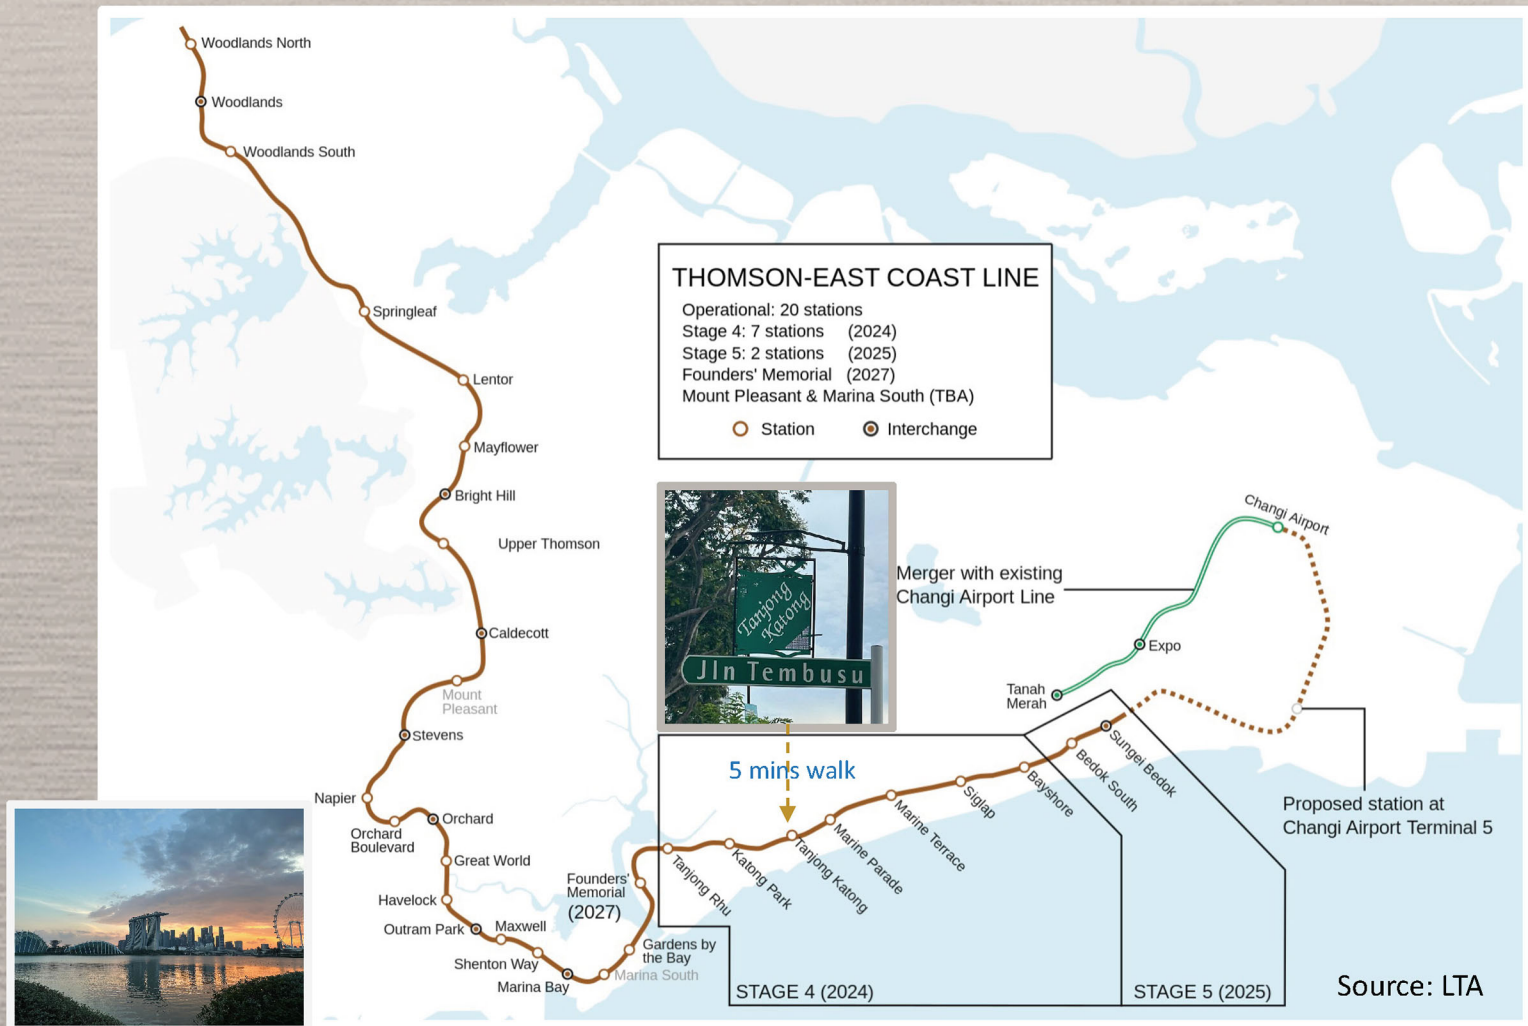 Woodlands North
Woodlands
Woodlands South
Springleaf
Lentor
Mayflower
Bright Hill
Upper Thomson
Caldecott
Mount
Pleasant
Stevens
Napier
Orchard
Boulevard
Orchard
Great World
Havelock
Outram Park
Maxwell
Shenton Way
Marina Bay
Marina South
Gardens by
the Bay
Founders'
Memorial
(2027)
THOMSON-EAST COAST LINE
Operational: 20 stations
Stage 4: 7 stations (2024)
Stage 5: 2 stations (2025)
Founders' Memorial (2027)
Mount Pleasant & Marina South (TBA)
Station
Interchange
Tanjong
Katong
Jln Tembusu
5 mins walk
Tanjong Rhu
Katong Park
Tanjong Katong
Marine Parade
Marine Terrace
Siglap
Bayshore
Bedok South
Sungei Bedok
Merger with existing
Changi Airport Line
Changi Airport
Expo
Tanah
Merah
Proposed station at
Changi Airport Terminal 5
STAGE 4 (2024)
STAGE 5 (2025)
Source: LTA